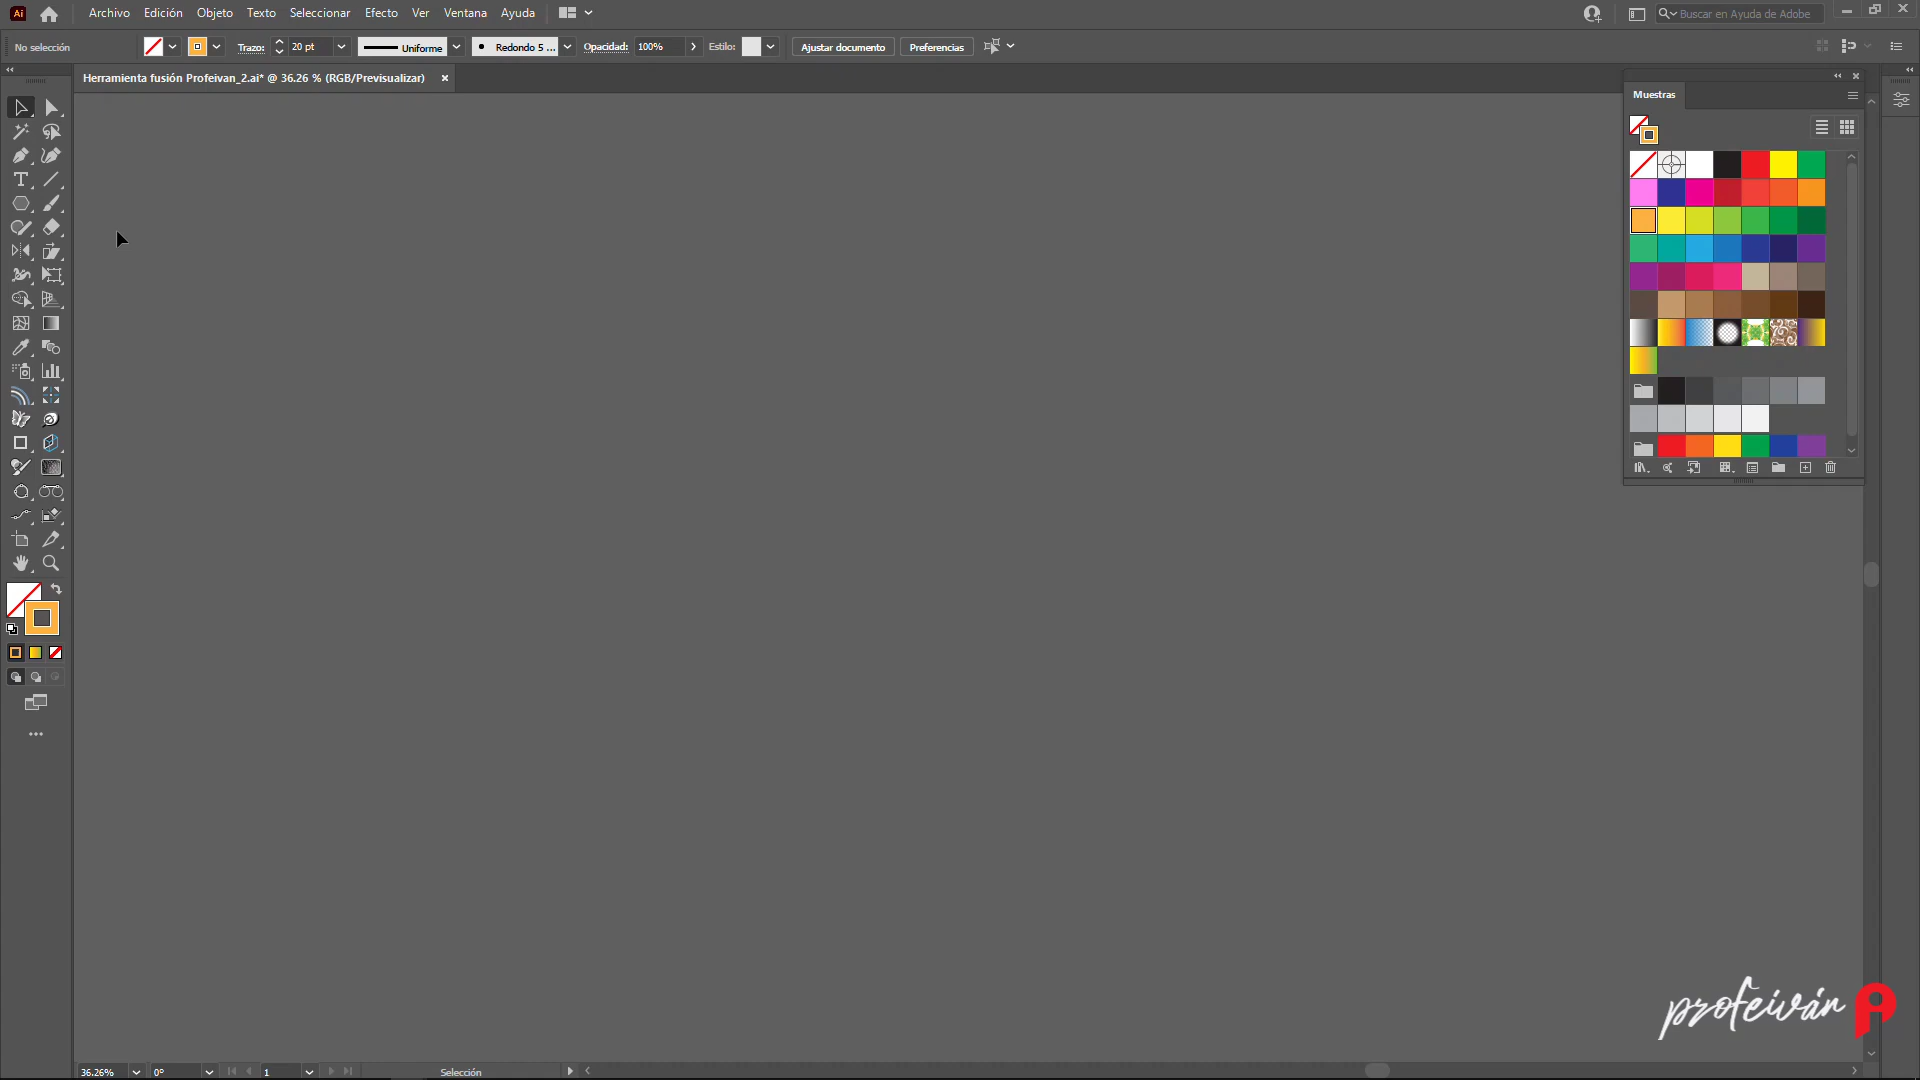 Ai
Archivo Edición Objeto Texto Seleccionar Efecto Ver Ventana Ayuda
Buscar en Ayuda de Adobe
No selección
Trazo: 20 pt
Uniforme
Redondo 5 ...
Opacidad: 100%
Estilo:
Ajustar documento
Preferencias
Herramienta fusión Profeivan_2.ai* @ 36.26 % (RGB/Previsualizar)
Muestras
profeiván
36.26%
0º
1
Selección